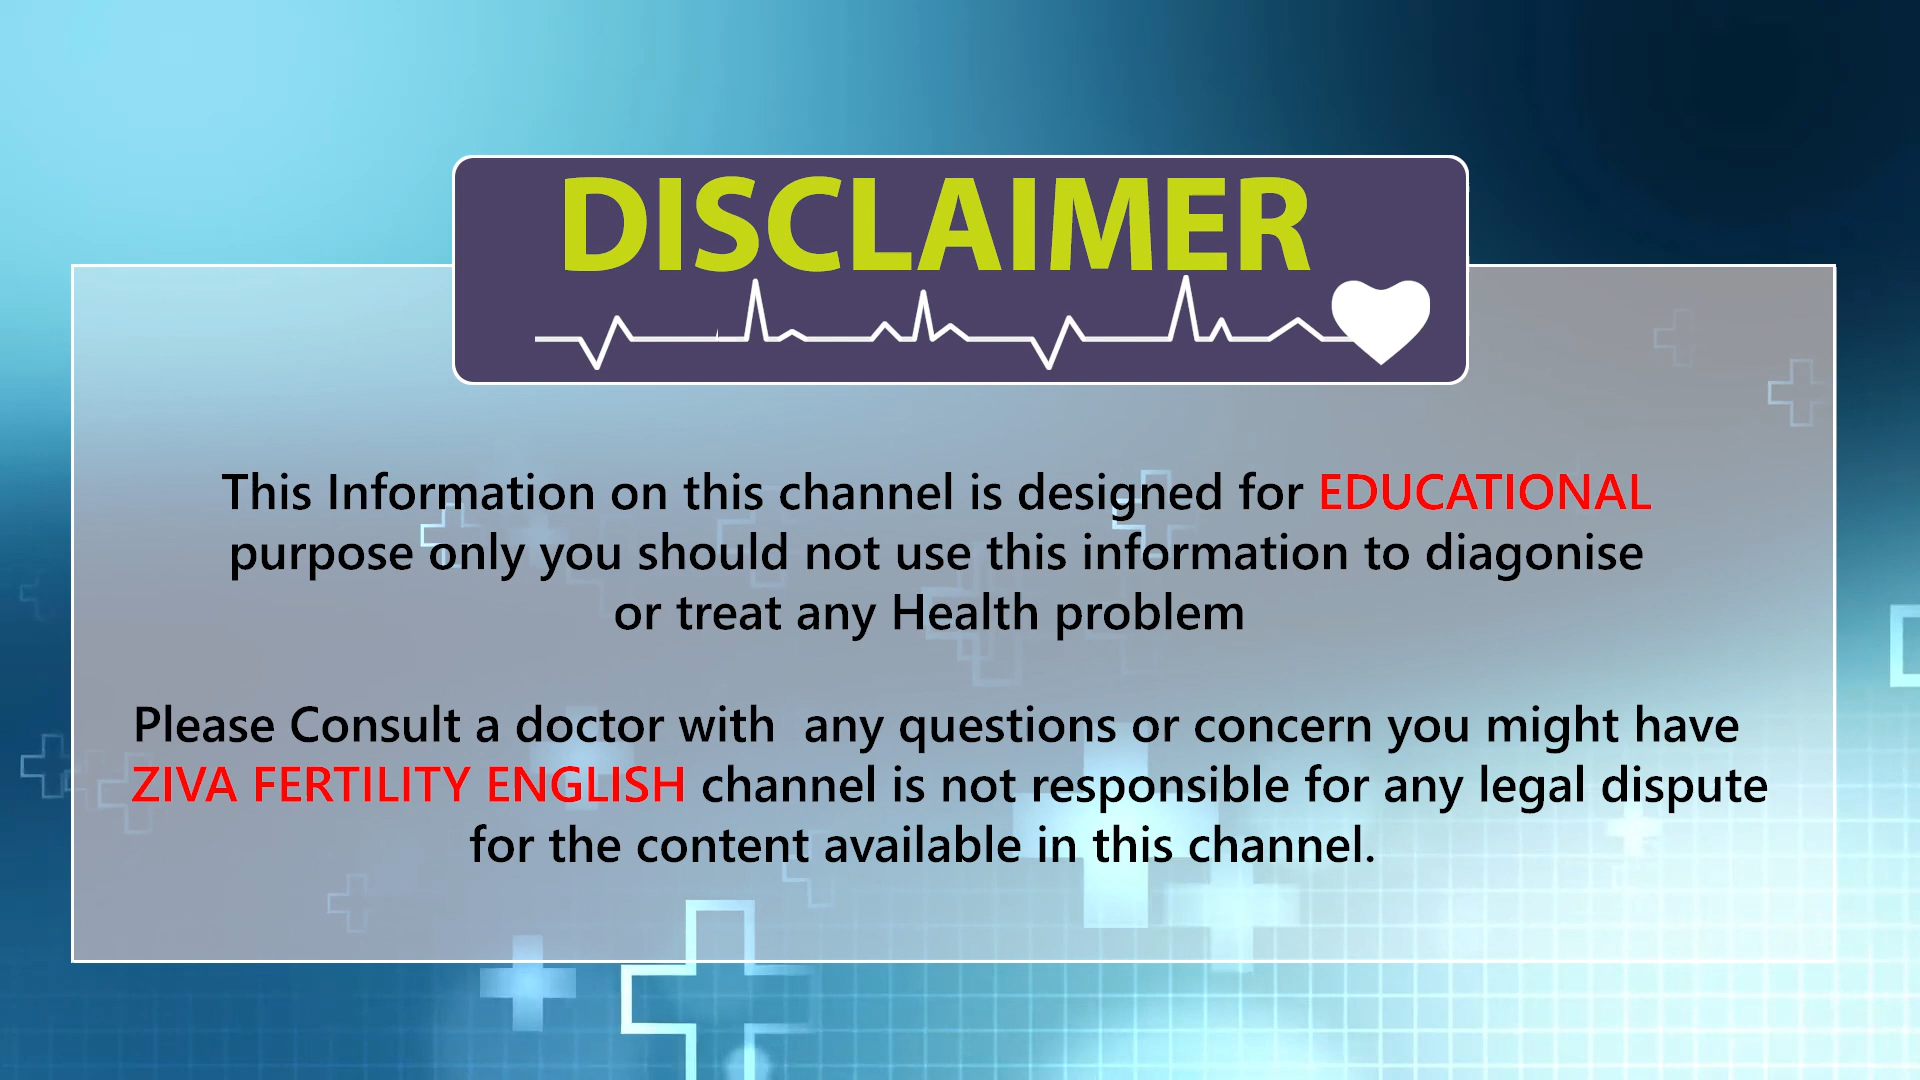 DISCLAIMER
This Information on this channel is designed for EDUCATIONAL
purpose only you should not use this information to diagonise
or treat any Health problem
Please Consult a doctor with  any questions or concern you might have
ZIVA FERTILITY ENGLISH channel is not responsible for any legal dispute
for the content available in this channel.